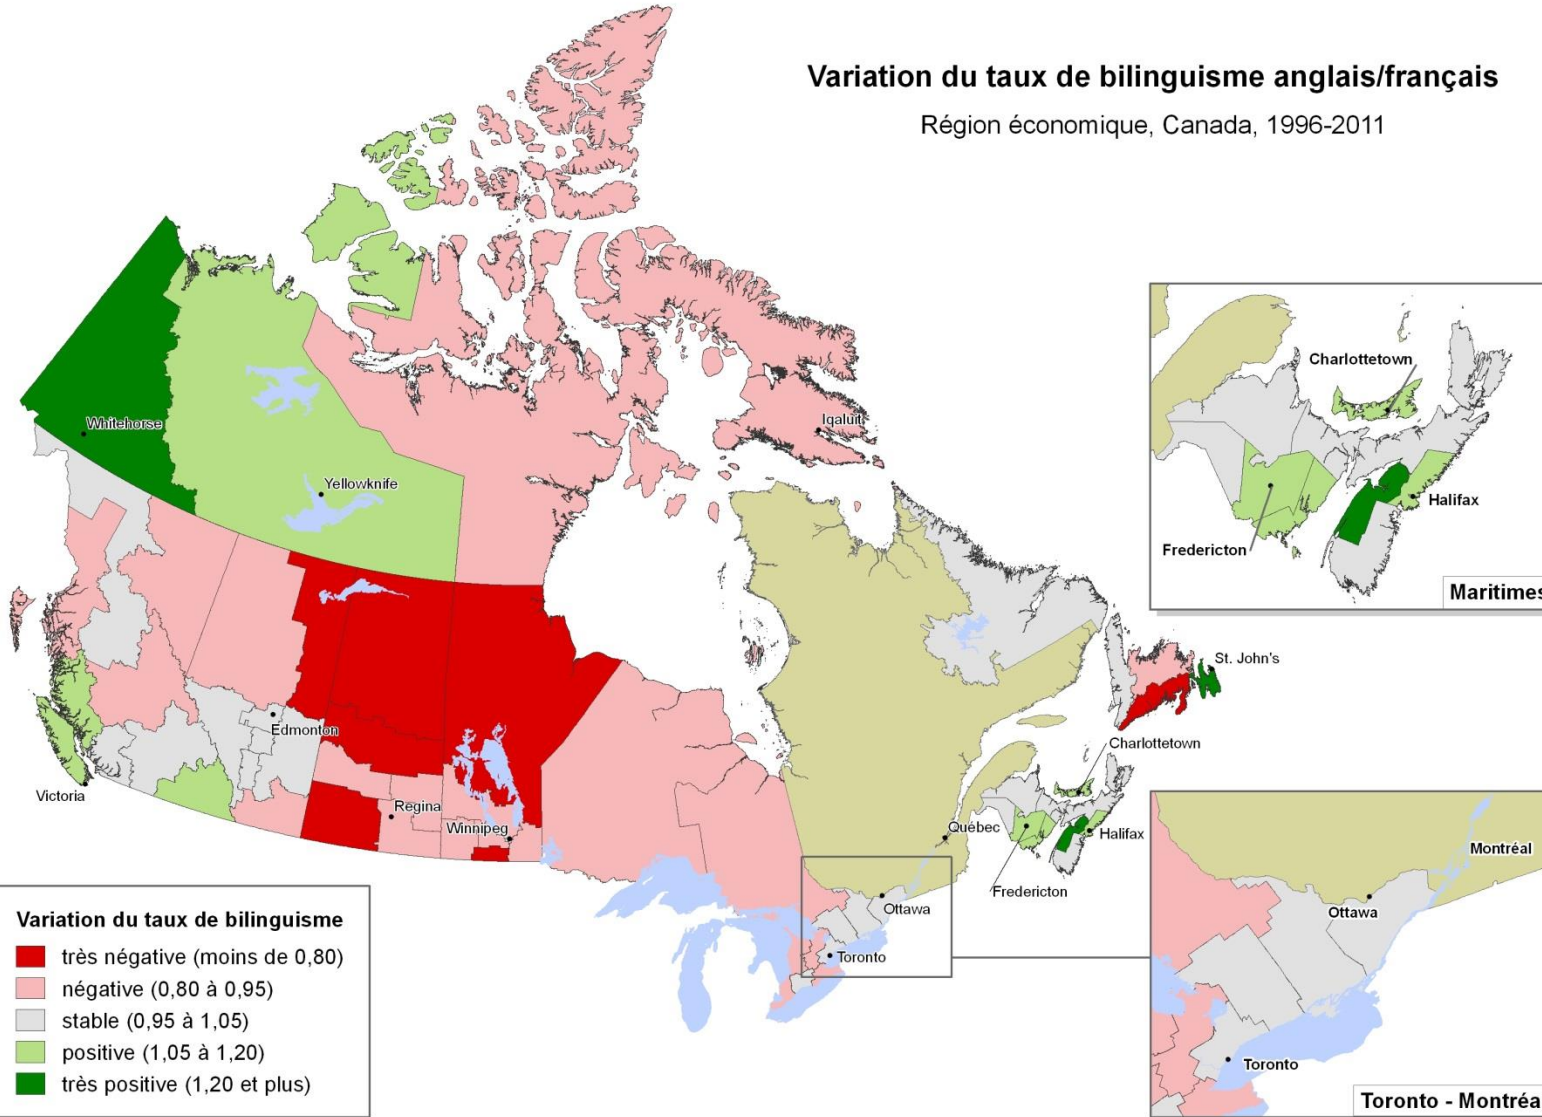 Variation du taux de bilinguisme anglais/français
Région économique, Canada, 1996-2011
Whitehorse
Yellowknife
Iqaluit
Edmonton
Victoria
Regina
Winnipeg
St. John's
Charlottetown
Québec
Halifax
Fredericton
Ottawa
Toronto
Charlottetown
Halifax
Fredericton
Maritimes
Montréal
Ottawa
Toronto
Toronto - Montréa
Variation du taux de bilinguisme
très négative (moins de 0,80)
négative (0,80 à 0,95)
stable (0,95 à 1,05)
positive (1,05 à 1,20)
très positive (1,20 et plus)